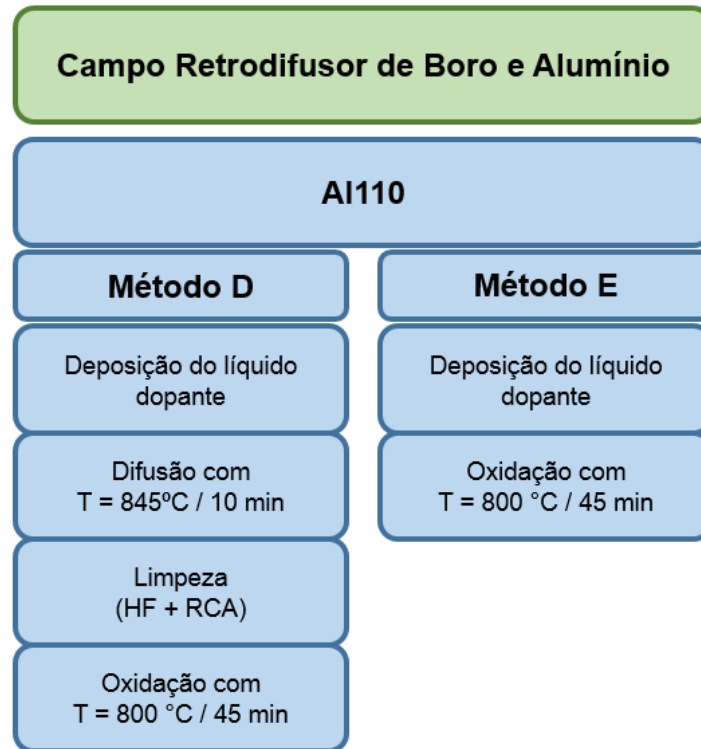 Campo Retrodifusor de Boro e Alumínio
Al110
Método D
Deposição do líquido
dopante
Difusão com
T = 845ºC / 10 min
Limpeza
(HF + RCA)
Oxidação com
T = 800 °C / 45 min
Método E
Deposição do líquido
dopante
Oxidação com
T = 800 °C / 45 min